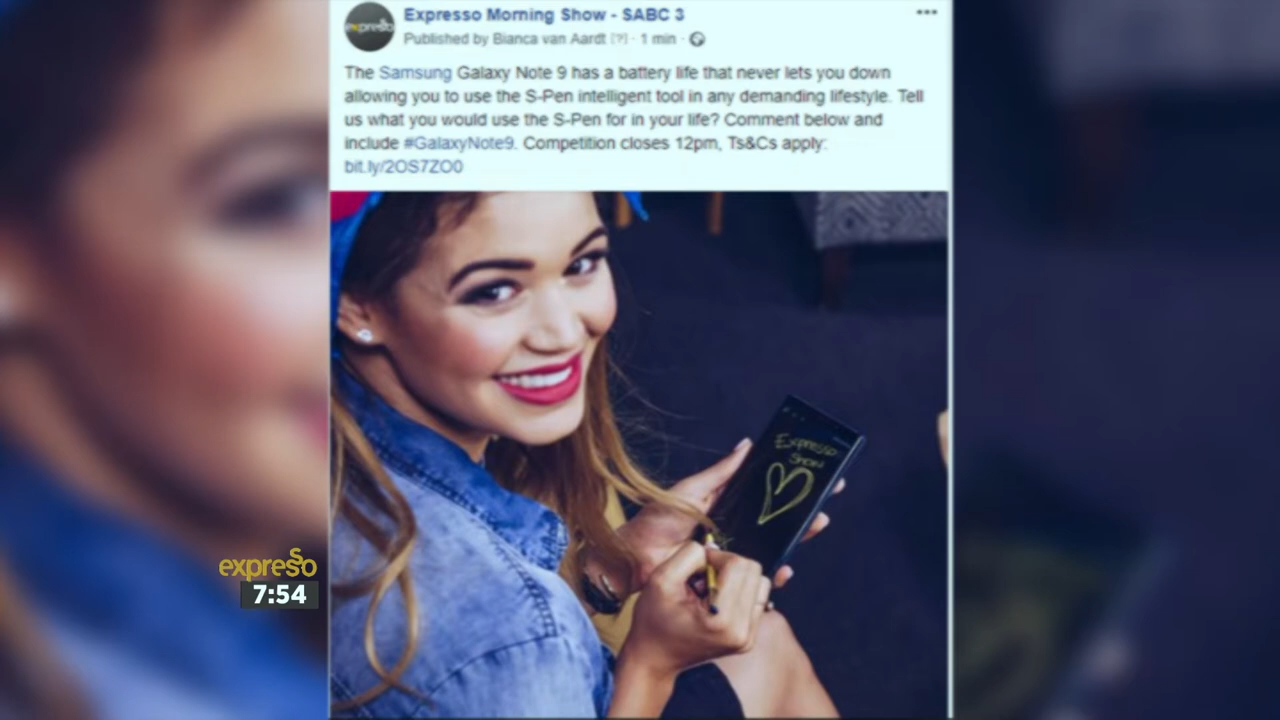 Expresso Morning Show - SABC 3
Published by Bianca van Aardt [?] · 1 min ·
The Samsung Galaxy Note 9 has a battery life that never lets you down
allowing you to use the S-Pen intelligent tool in any demanding lifestyle. Tell
us what you would use the S-Pen for in your life? Comment below and
include #GalaxyNote9. Competition closes 12pm, Ts&Cs apply:
bit.ly/2OS7ZO0
expresso
Expresso
Show
expresso
7:54